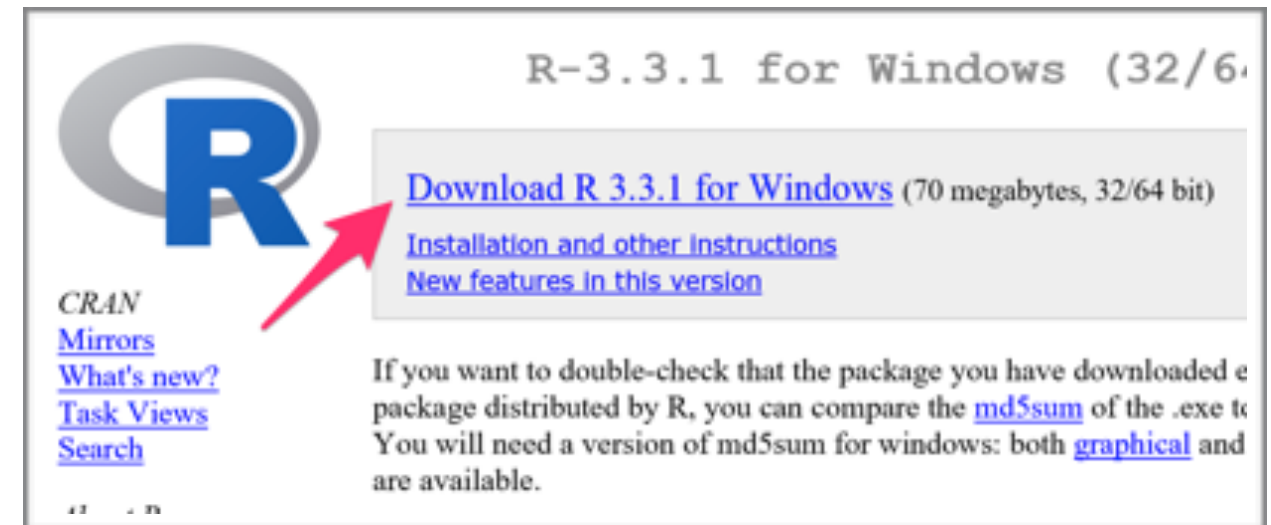 R
R-3.3.1 for Windows (32/64
Download R 3.3.1 for Windows (70 megabytes, 32/64 bit)
Installation and other instructions
New features in this version
CRAN
Mirrors
What's new?
Task Views
Search
If you want to double-check that the package you have downloaded e
package distributed by R, you can compare the md5sum of the .exe to
You will need a version of md5sum for windows: both graphical and
are available.